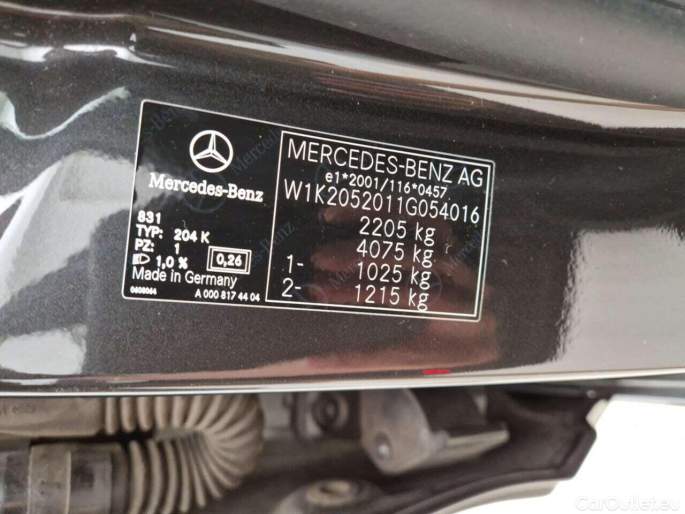 Mercedes-Benz
831
TYP: 204 K
PZ: 1
1,0 % 0,26
Made in Germany
0608064 A 000 817 44 04
MERCEDES-BENZ AG
e1*2001/116*0457
W1K2052011G054016
2205 kg
4075 kg
1- 1025 kg
2- 1215 kg
CarOutlet.eu